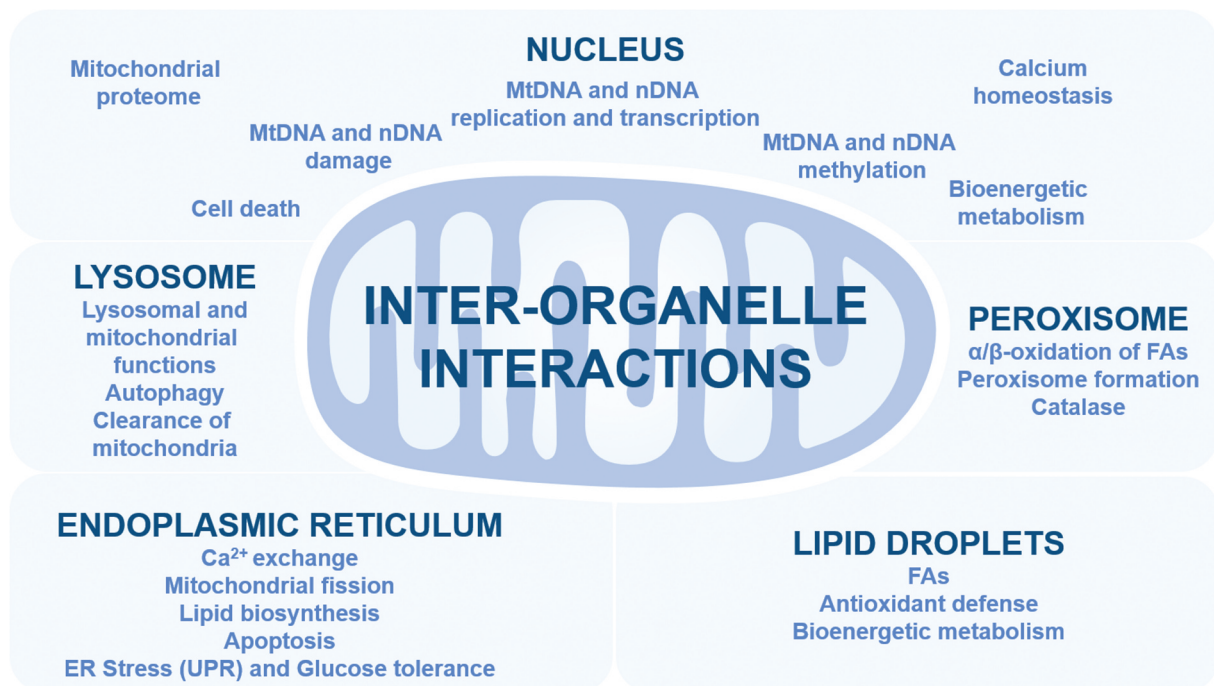 NUCLEUS
Mitochondrial
proteome
MtDNA and nDNA
damage
Cell death
MtDNA and nDNA
replication and transcription
MtDNA and nDNA
methylation
Calcium
homeostasis
Bioenergetic
metabolism
INTER-ORGANELLE
INTERACTIONS
LYSOSOME
Lysosomal and
mitochondrial
functions
Autophagy
Clearance of
mitochondria
PEROXISOME
α/β-oxidation of FAs
Peroxisome formation
Catalase
ENDOPLASMIC RETICULUM
Ca²⁺ exchange
Mitochondrial fission
Lipid biosynthesis
Apoptosis
ER Stress (UPR) and Glucose tolerance
LIPID DROPLETS
FAs
Antioxidant defense
Bioenergetic metabolism